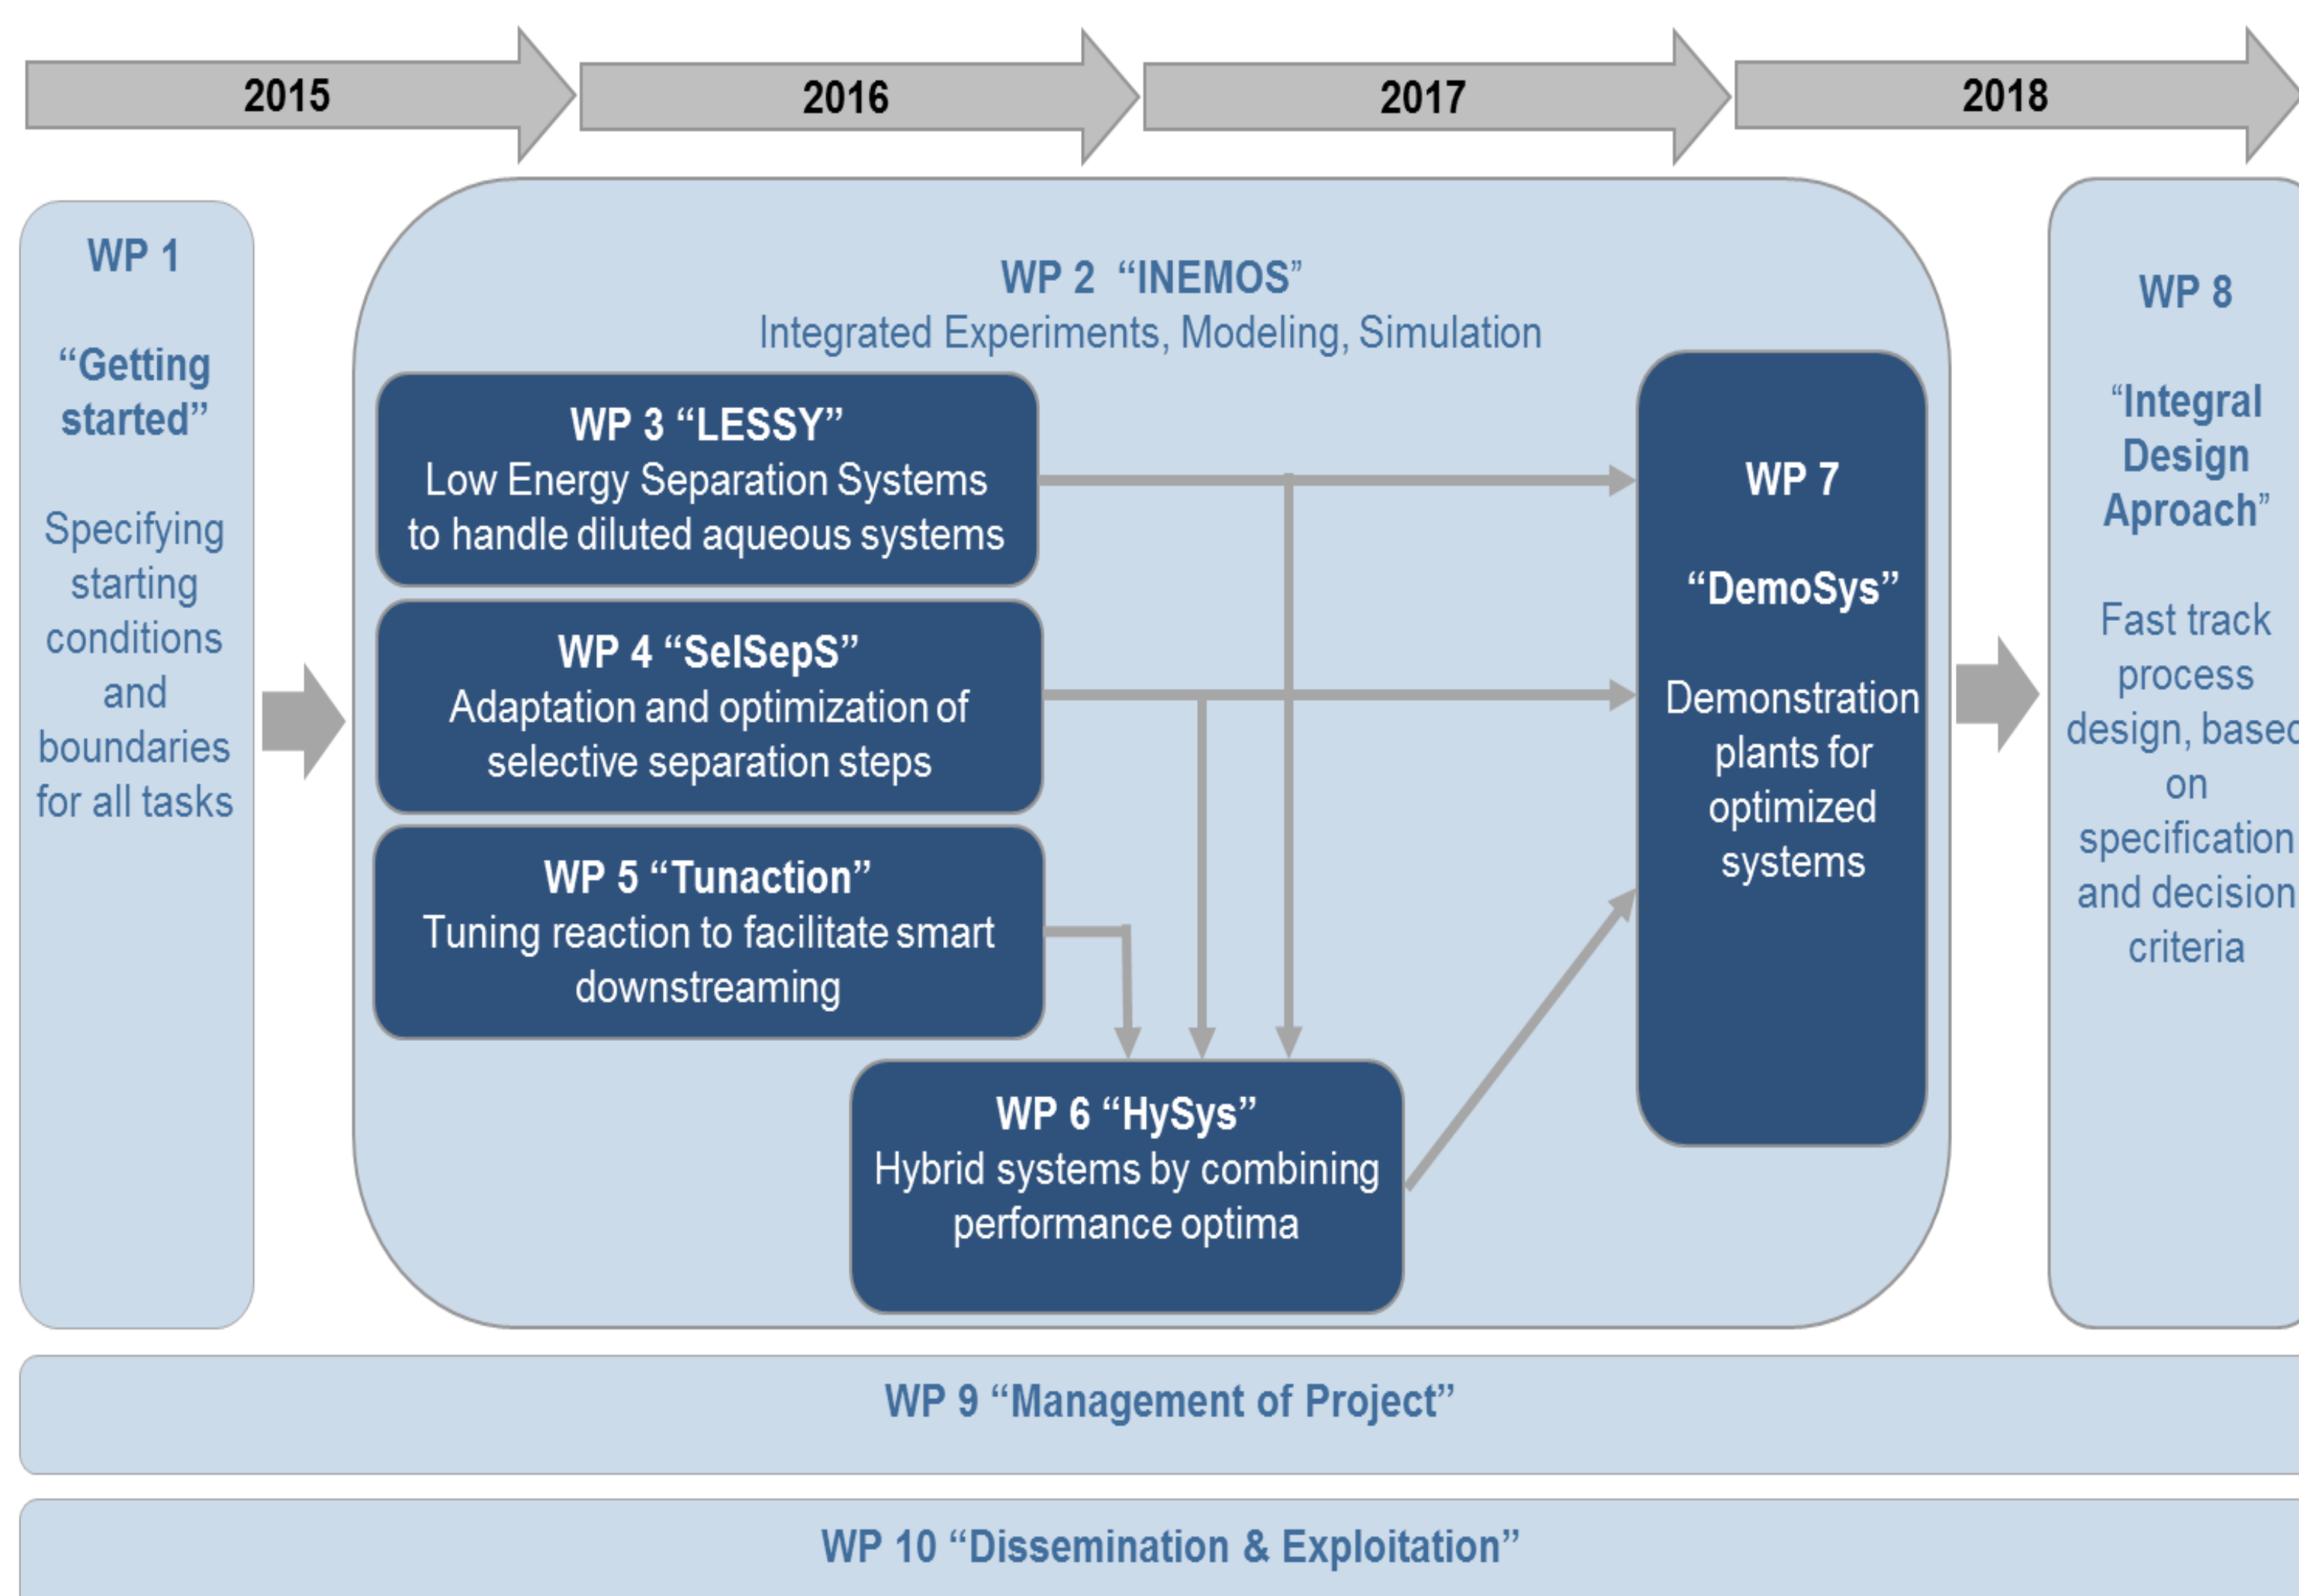 2015
2016
2017
2018
WP 1
“Getting
started”
Specifying
starting
conditions
and
boundaries
for all tasks
WP 2 “INEMOS”
Integrated Experiments, Modeling, Simulation
WP 3 “LESSY”
Low Energy Separation Systems
to handle diluted aqueous systems
WP 4 “SelSepS”
Adaptation and optimization of
selective separation steps
WP 5 “Tunaction”
Tuning reaction to facilitate smart
downstreaming
WP 6 “HySys”
Hybrid systems by combining
performance optima
WP 7
“DemoSys”
Demonstration
plants for
optimized
systems
WP 8
“Integral
Design
Aproach”
Fast track
process
design, based
on
specification
and decision
criteria
WP 9 “Management of Project”
WP 10 “Dissemination & Exploitation”